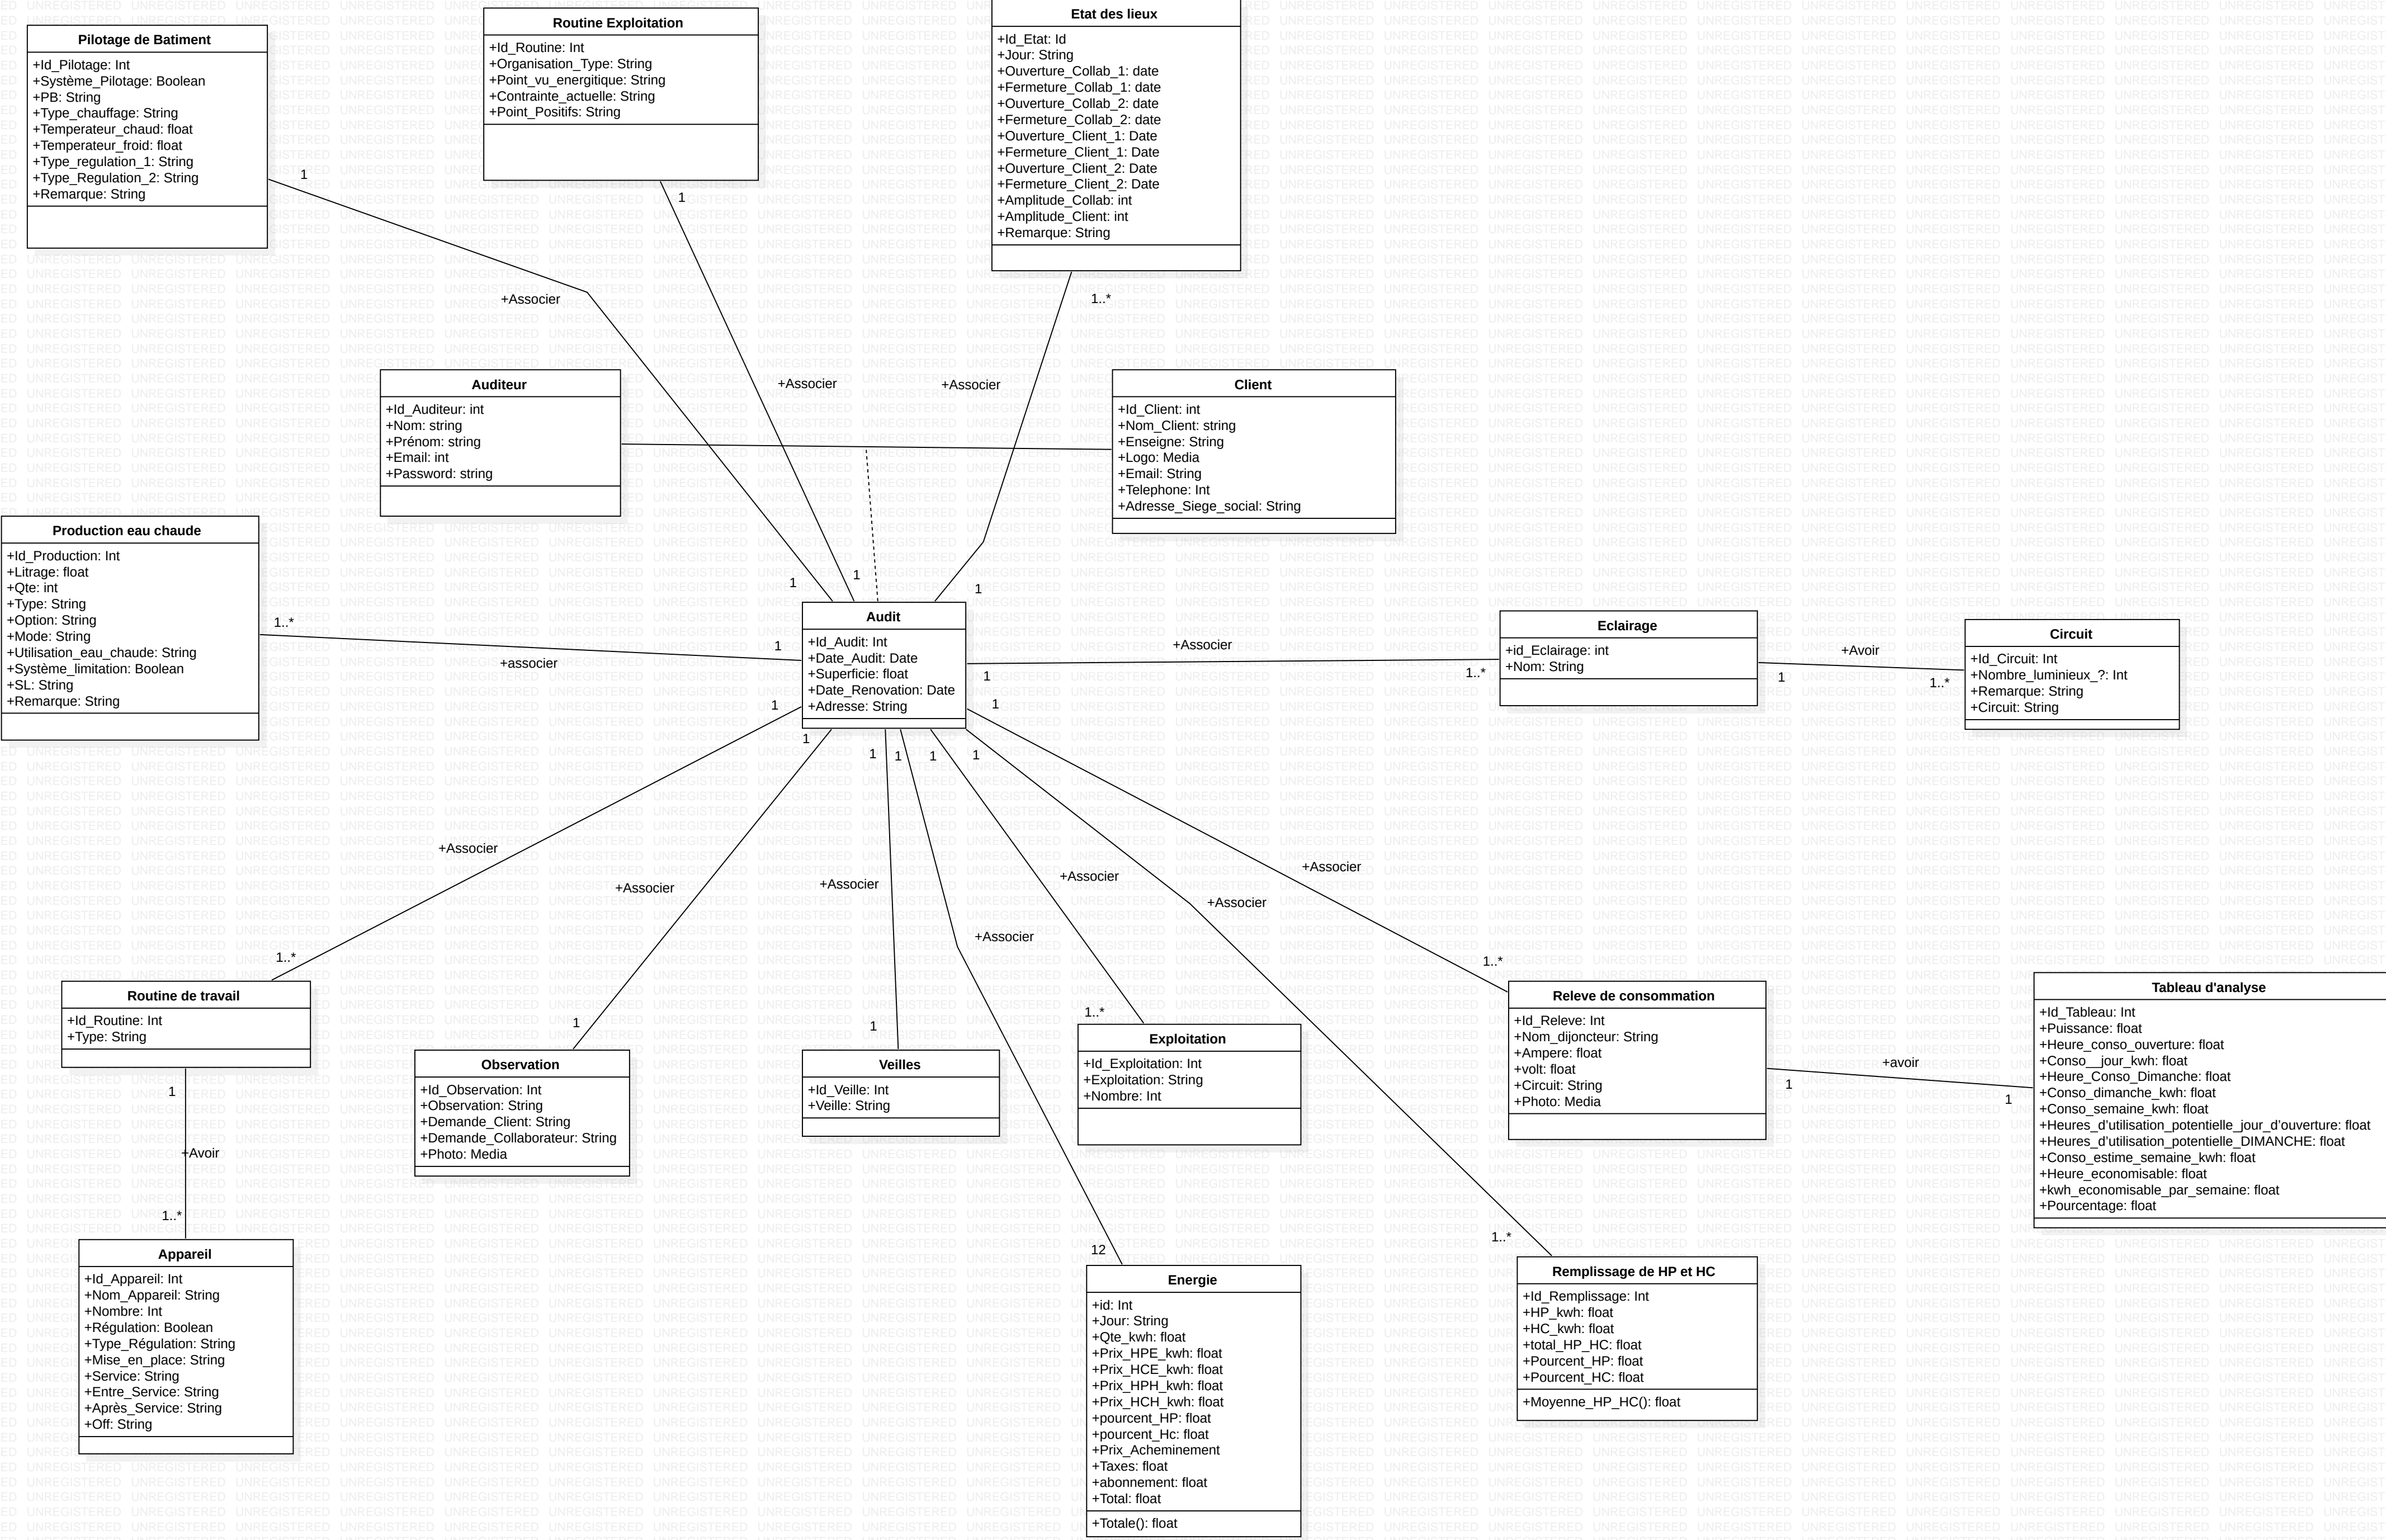 Pilotage de Batiment
+Id_Pilotage: Int
+Système_Pilotage: Boolean
+PB: String
+Type_chauffage: String
+Temperateur_chaud: float
+Temperateur_froid: float
+Type_regulation_1: String
+Type_Regulation_2: String
+Remarque: String
Routine Exploitation
+Id_Routine: Int
+Organisation_Type: String
+Point_vu_energitique: String
+Contrainte_actuelle: String
+Point_Positifs: String
Etat des lieux
+Id_Etat: Id
+Jour: String
+Ouverture_Collab_1: date
+Fermeture_Collab_1: date
+Ouverture_Collab_2: date
+Fermeture_Collab_2: date
+Ouverture_Client_1: Date
+Fermeture_Client_1: Date
+Ouverture_Client_2: Date
+Fermeture_Client_2: Date
+Amplitude_Collab: int
+Amplitude_Client: int
+Remarque: String
1
1
1..*
+Associer
+Associer
+Associer
Auditeur
+Id_Auditeur: int
+Nom: string
+Prénom: string
+Email: int
+Password: string
Client
+Id_Client: int
+Nom_Client: string
+Enseigne: String
+Logo: Media
+Email: String
+Telephone: Int
+Adresse_Siege_social: String
Production eau chaude
+Id_Production: Int
+Litrage: float
+Qte: int
+Type: String
+Option: String
+Mode: String
+Utilisation_eau_chaude: String
+Système_limitation: Boolean
+SL: String
+Remarque: String
1..*
+associer
1
1
1
1
Audit
+Id_Audit: Int
+Date_Audit: Date
+Superficie: float
+Date_Renovation: Date
+Adresse: String
+Associer
1
1..*
Eclairage
+id_Eclairage: int
+Nom: String
+Avoir
1
1..*
Circuit
+Id_Circuit: Int
+Nombre_luminieux_?: Int
+Remarque: String
+Circuit: String
1
1
1
1
1
1
1
+Associer
+Associer
+Associer
+Associer
+Associer
+Associer
+Associer
1..*
Routine de travail
+Id_Routine: Int
+Type: String
1
+Avoir
1..*
Appareil
+Id_Appareil: Int
+Nom_Appareil: String
+Nombre: Int
+Régulation: Boolean
+Type_Régulation: String
+Mise_en_place: String
+Service: String
+Entre_Service: String
+Après_Service: String
+Off: String
1
Observation
+Id_Observation: Int
+Observation: String
+Demande_Client: String
+Demande_Collaborateur: String
+Photo: Media
1
Veilles
+Id_Veille: Int
+Veille: String
1..*
Exploitation
+Id_Exploitation: Int
+Exploitation: String
+Nombre: Int
12
Energie
+id: Int
+Jour: String
+Qte_kwh: float
+Prix_HPE_kwh: float
+Prix_HCE_kwh: float
+Prix_HPH_kwh: float
+Prix_HCH_kwh: float
+pourcent_HP: float
+pourcent_Hc: float
+Prix_Acheminement
+Taxes: float
+abonnement: float
+Total: float
+Totale(): float
1..*
Releve de consommation
+Id_Releve: Int
+Nom_dijoncteur: String
+Ampere: float
+volt: float
+Circuit: String
+Photo: Media
1
+avoir
1
Tableau d'analyse
+Id_Tableau: Int
+Puissance: float
+Heure_conso_ouverture: float
+Conso__jour_kwh: float
+Heure_Conso_Dimanche: float
+Conso_dimanche_kwh: float
+Conso_semaine_kwh: float
+Heures_d'utilisation_potentielle_jour_d'ouverture: float
+Heures_d'utilisation_potentielle_DIMANCHE: float
+Conso_estime_semaine_kwh: float
+Heure_economisable: float
+kwh_economisable_par_semaine: float
+Pourcentage: float
1..*
Remplissage de HP et HC
+Id_Remplissage: Int
+HP_kwh: float
+HC_kwh: float
+total_HP_HC: float
+Pourcent_HP: float
+Pourcent_HC: float
+Moyenne_HP_HC(): float
UNREGISTERED